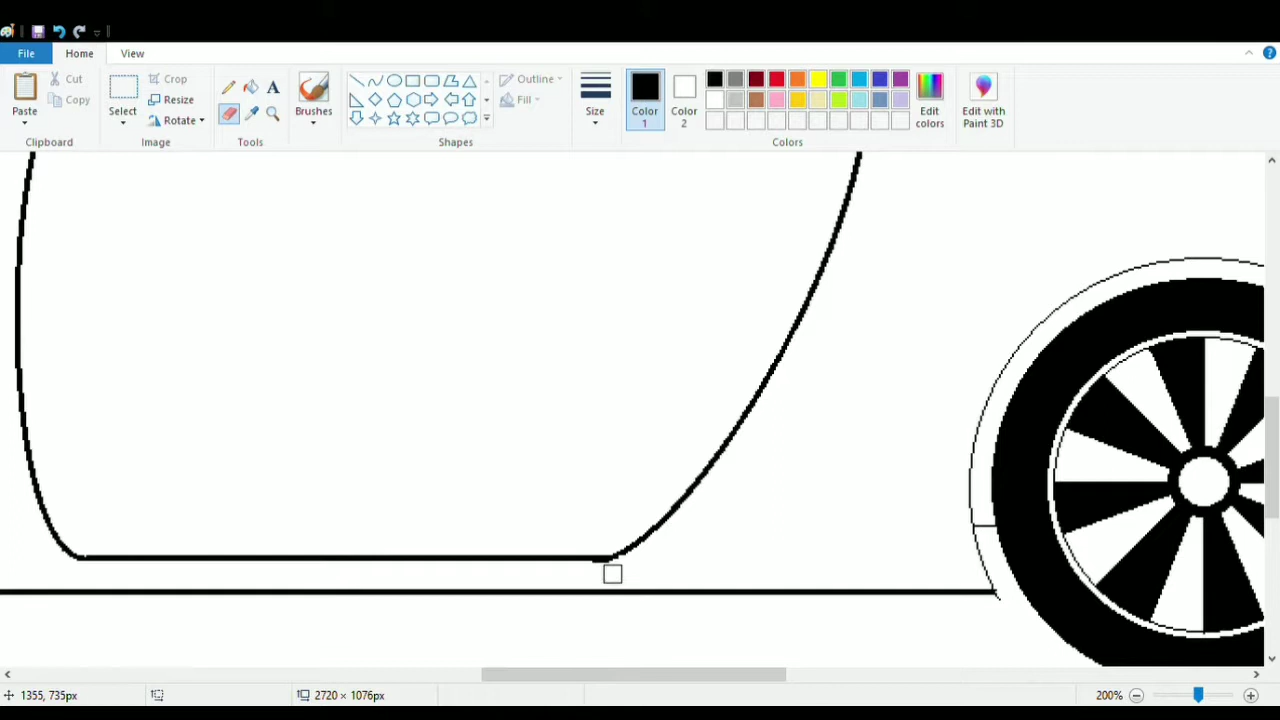 File Home View
Paste Cut Copy
Clipboard
Select Crop Resize Rotate
Image
A
Tools
Brushes
Outline Fill
Shapes
Size
Color 1
Color 2
Edit colors
Colors
Edit with Paint 3D
1355, 735px 2720 × 1076px 200%